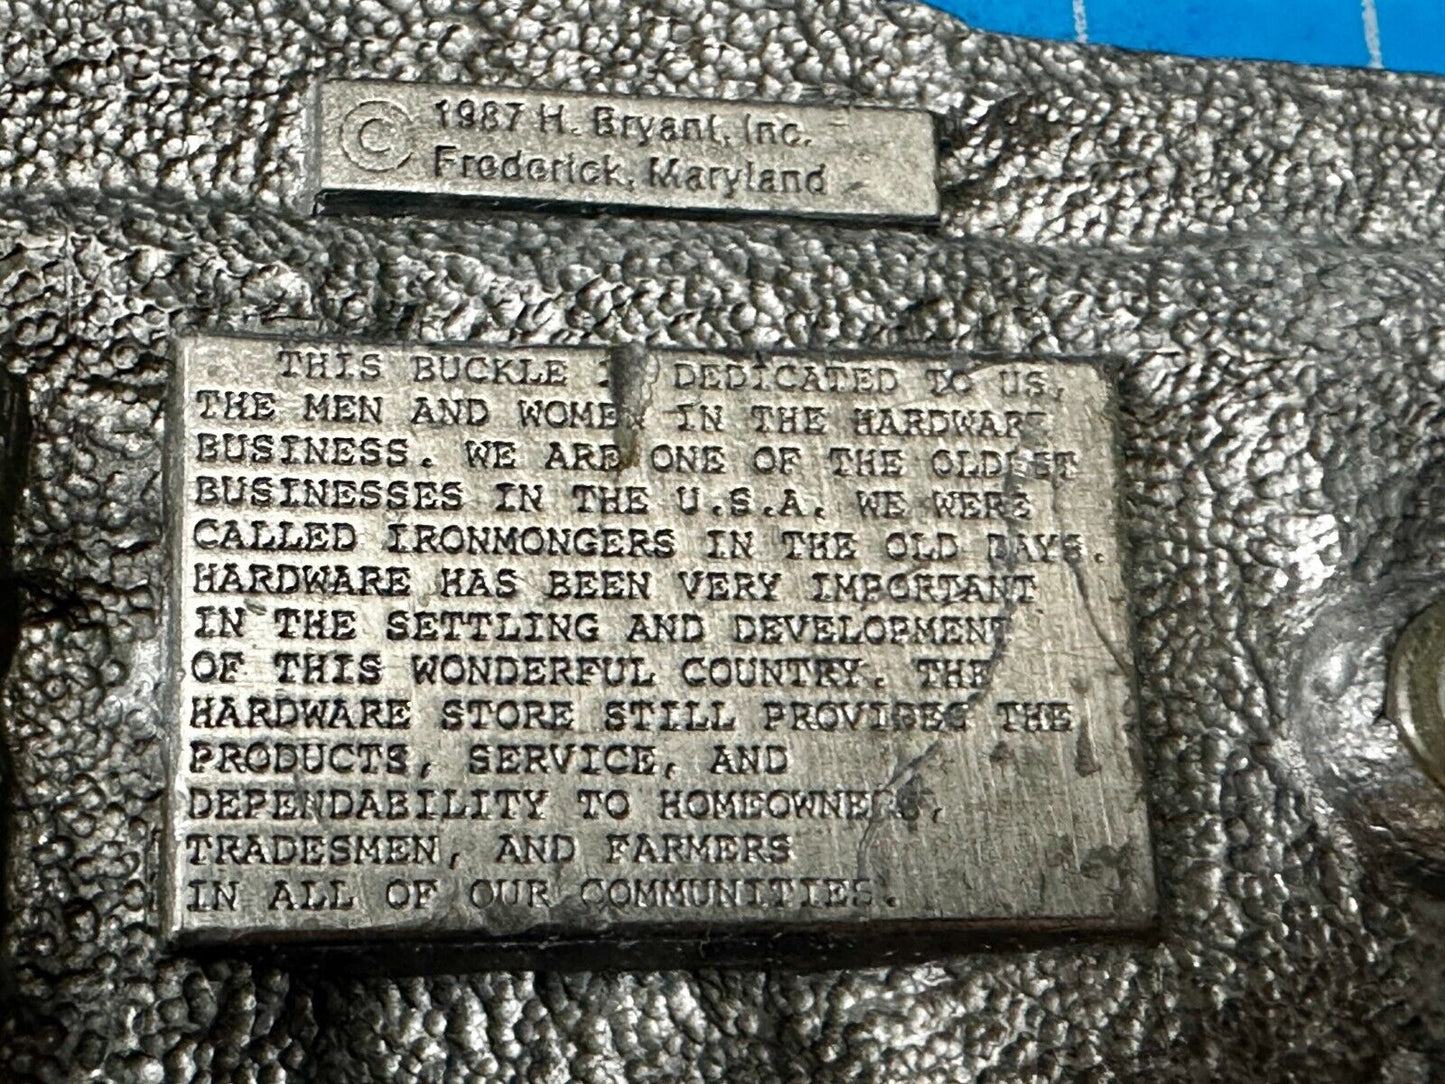 © 1987 H. Bryant, Inc.
Frederick, Maryland
THIS BUCKLE IS DEDICATED TO US,
THE MEN AND WOMEN IN THE HARDWARE
BUSINESS. WE ARE ONE OF THE OLDEST
BUSINESSES IN THE U.S.A. WE WERE
CALLED IRONMONGERS IN THE OLD DAYS.
HARDWARE HAS BEEN VERY IMPORTANT
IN THE SETTLING AND DEVELOPMENT
OF THIS WONDERFUL COUNTRY. THE
HARDWARE STORE STILL PROVIDES THE
PRODUCTS, SERVICE, AND
DEPENDABILITY TO HOMEOWNERS,
TRADESMEN, AND FARMERS
IN ALL OF OUR COMMUNITIES.